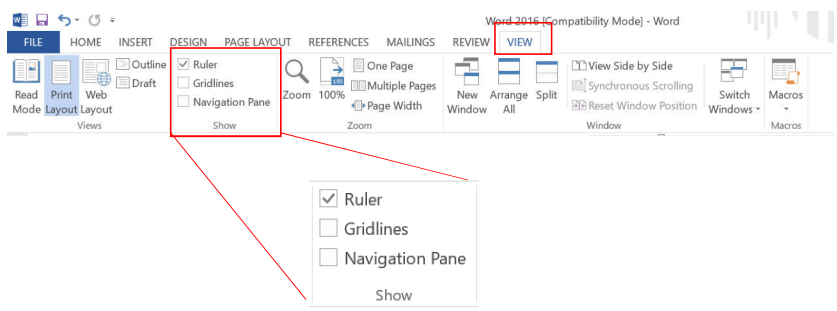 Word 2016 [Compatibility Mode] - Word
FILE HOME INSERT DESIGN PAGE LAYOUT REFERENCES MAILINGS REVIEW VIEW
Read Mode
Print Layout
Web Layout
Outline
Draft
Views
Ruler
Gridlines
Navigation Pane
Show
Zoom
100
100%
One Page
Multiple Pages
Page Width
Zoom
New Window
Arrange All
Split
View Side by Side
Synchronous Scrolling
Reset Window Position
Window
Switch Windows
Macros
Macros
Ruler
Gridlines
Navigation Pane
Show